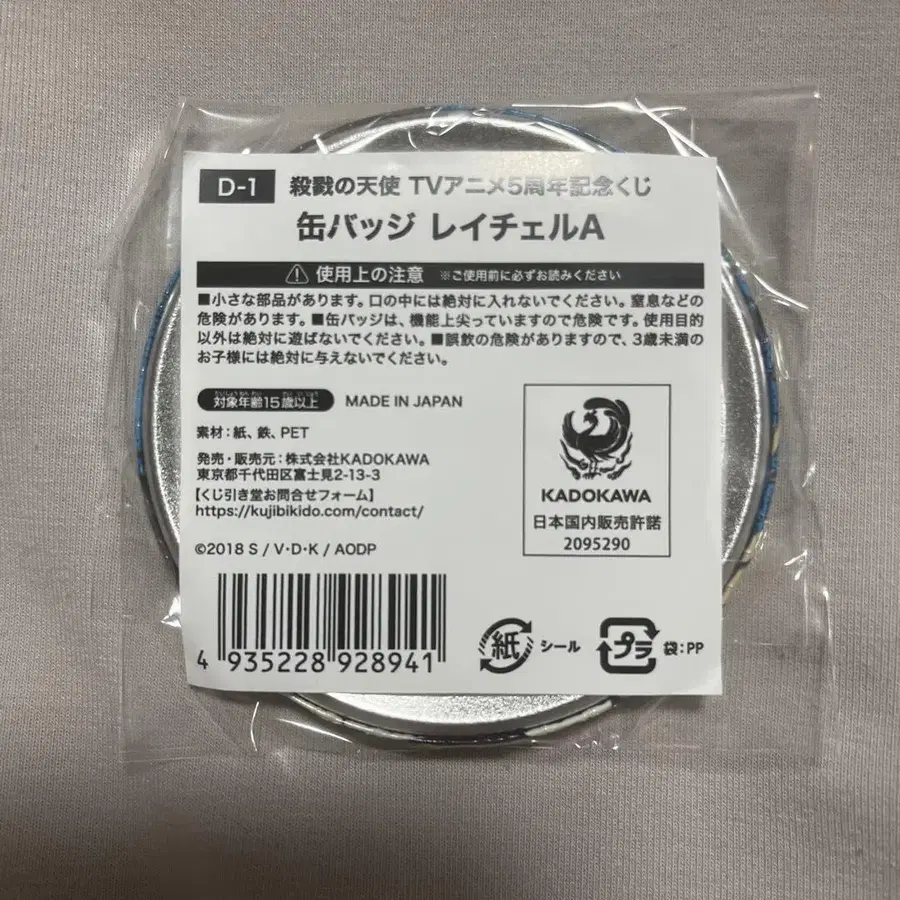 D-1 殺戮の天使 TVアニメ5周年記念くじ
缶バッジ レイチェルA
使用上の注意 ※ご使用前に必ずお読みください
■小さな部品があります。口の中には絶対に入れないでください。窒息などの
危険があります。■缶バッジは、機能上尖っていますので危険です。使用目的
以外は絶対に遊ばないでください。■誤飲の危険がありますので、3歳未満の
お子様には絶対に与えないでください。
対象年齢15歳以上 MADE IN JAPAN
素材：紙、鉄、PET
発売・販売元：株式会社KADOKAWA
東京都千代田区富士見2-13-3
【くじ引き堂お問合せフォーム】
https://kujibikido.com/contact/
©2018 S / V・D・K / AODP
KADOKAWA
日本国内販売許諾
2095290
4 935228 928941
紙 シール
プラ 袋：PP